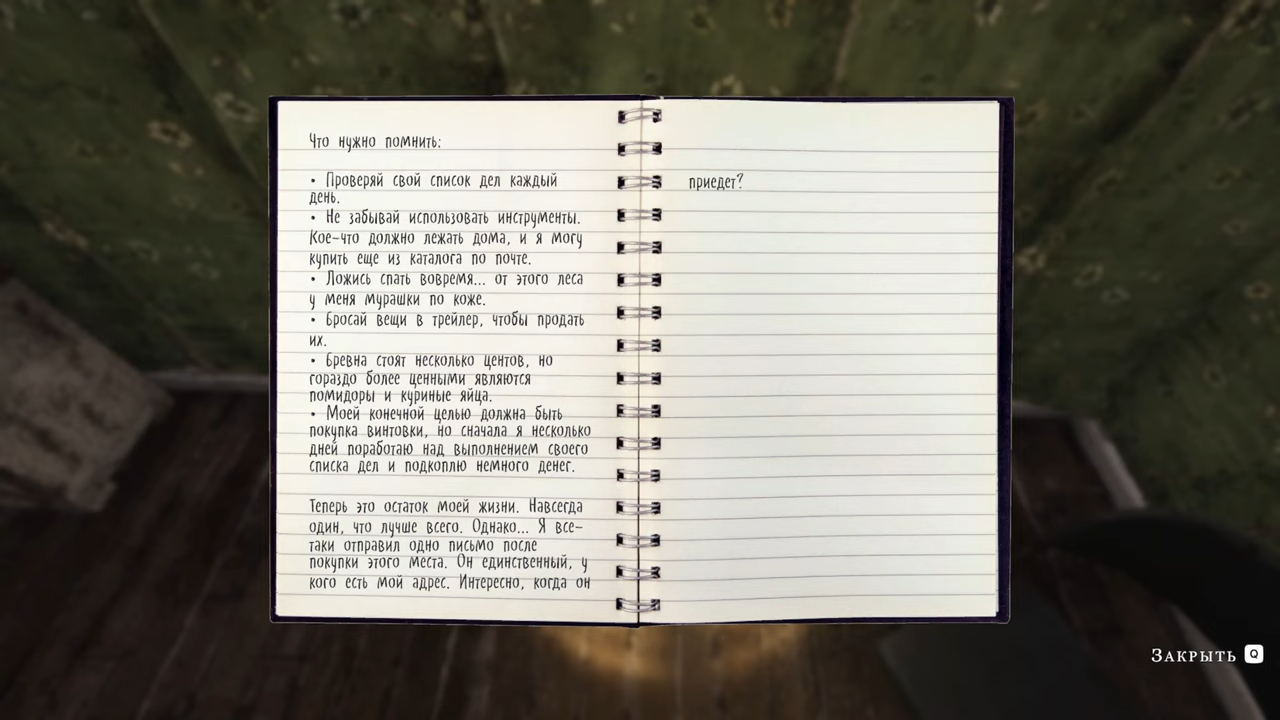 Что нужно помнить:
• Проверяй свой список дел каждый
день.
• Не забывай использовать инструменты.
Кое-что должно лежать дома, и я могу
купить еще из каталога по почте.
• Ложись спать вовремя... от этого леса
у меня мурашки по коже.
• Бросай вещи в трейлер, чтобы продать
их.
• Бревна стоят несколько центов, но
гораздо более ценными являются
помидоры и куриные яйца.
• Моей конечной целью должна быть
покупка винтовки, но сначала я несколько
дней поработаю над выполнением своего
списка дел и подкоплю немного денег.
Теперь это остаток моей жизни. Навсегда
один, что лучше всего. Однако... Я все-
таки отправил одно письмо после
покупки этого места. Он единственный, у
кого есть мой адрес. Интересно, когда он
приедет?
Закрыть Q